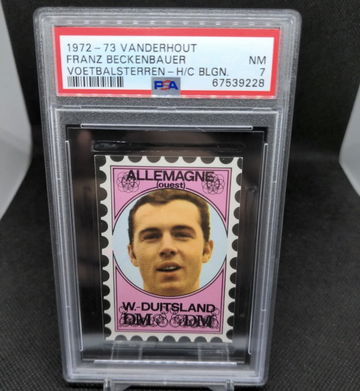 1972-73 VANDERHOUT
FRANZ BECKENBAUER NM
VOETBALSTERREN-H/C BLGN. 7
PSA 67539228
ALLEMAGNE
(ouest)
W.-DUITSLAND
DM DM